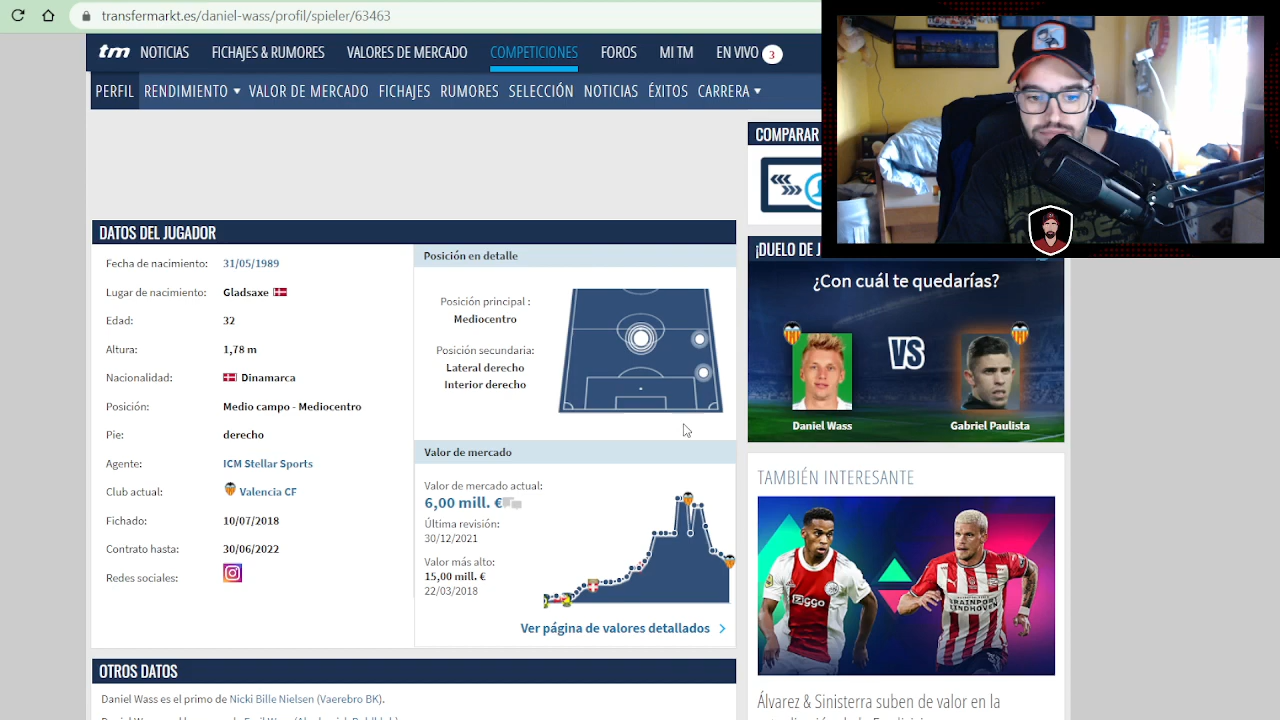 transfermarkt.es/daniel-wass/profil/spieler/63463
tm NOTICIAS FICHAJES & RUMORES VALORES DE MERCADO COMPETICIONES FOROS MI TM EN VIVO 3
PERFIL RENDIMIENTO VALOR DE MERCADO FICHAJES RUMORES SELECCIÓN NOTICIAS ÉXITOS CARRERA
COMPARAR
DATOS DEL JUGADOR
Fecha de nacimiento: 31/05/1989
Lugar de nacimiento: Gladsaxe
Edad: 32
Altura: 1,78 m
Nacionalidad: Dinamarca
Posición: Medio campo - Mediocentro
Pie: derecho
Agente: ICM Stellar Sports
Club actual: Valencia CF
Fichado: 10/07/2018
Contrato hasta: 30/06/2022
Redes sociales:
Posición en detalle
Posición principal :
Mediocentro
Posición secundaria:
Lateral derecho
Interior derecho
Valor de mercado
Valor de mercado actual:
6,00 mill. €
Última revisión:
30/12/2021
Valor más alto:
15,00 mill. €
22/03/2018
Ver página de valores detallados
¡DUELO DE J
¿Con cuál te quedarías?
VS
Daniel Wass Gabriel Paulista
TAMBIÉN INTERESANTE
Ziggo
BRAINPORT
EINDHOVEN
Álvarez & Sinisterra suben de valor en la
OTROS DATOS
Daniel Wass es el primo de Nicki Bille Nielsen (Vaerebro BK).